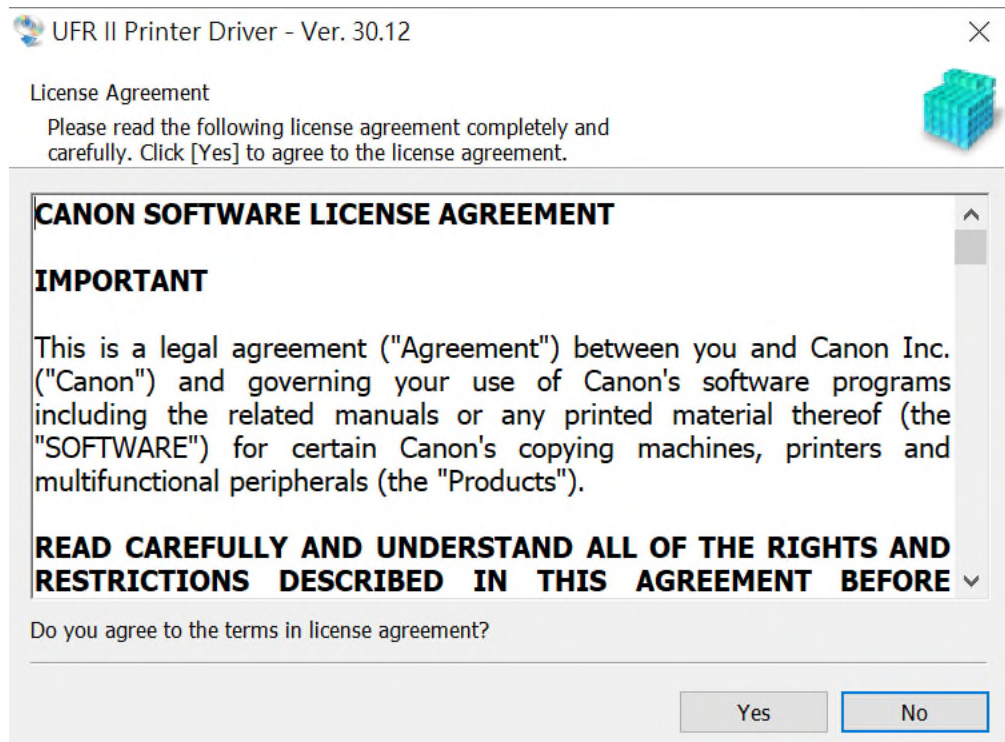 UFR II Printer Driver - Ver. 30.12
License Agreement
Please read the following license agreement completely and
carefully. Click [Yes] to agree to the license agreement.
CANON SOFTWARE LICENSE AGREEMENT
IMPORTANT
This is a legal agreement ("Agreement") between you and Canon Inc.
("Canon") and governing your use of Canon's software programs
including the related manuals or any printed material thereof (the
"SOFTWARE") for certain Canon's copying machines, printers and
multifunctional peripherals (the "Products").
READ CAREFULLY AND UNDERSTAND ALL OF THE RIGHTS AND
RESTRICTIONS DESCRIBED IN THIS AGREEMENT BEFORE
Do you agree to the terms in license agreement?
Yes No